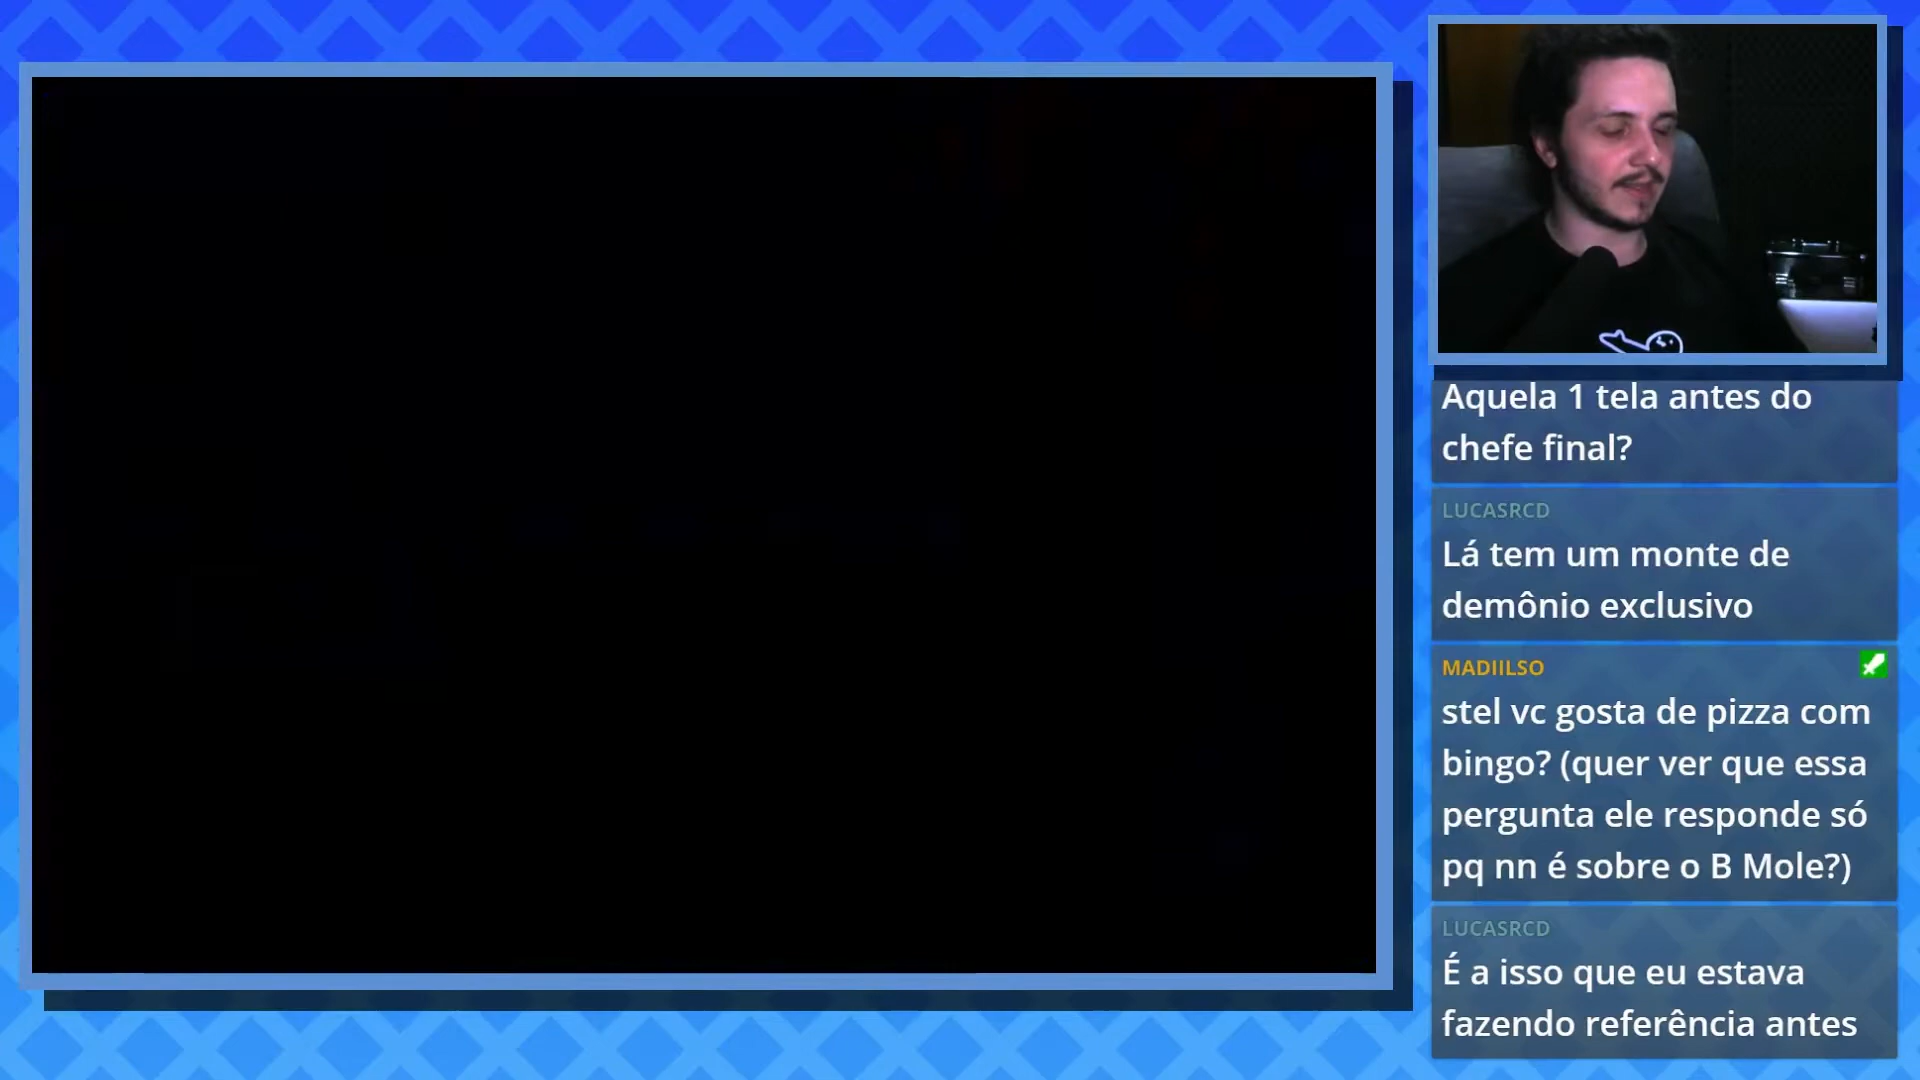 Aquela 1 tela antes do
chefe final?
LUCASRCD
Lá tem um monte de
demônio exclusivo
MADIILSO
stel vc gosta de pizza com
bingo? (quer ver que essa
pergunta ele responde só
pq nn é sobre o B Mole?)
LUCASRCD
É a isso que eu estava
fazendo referência antes